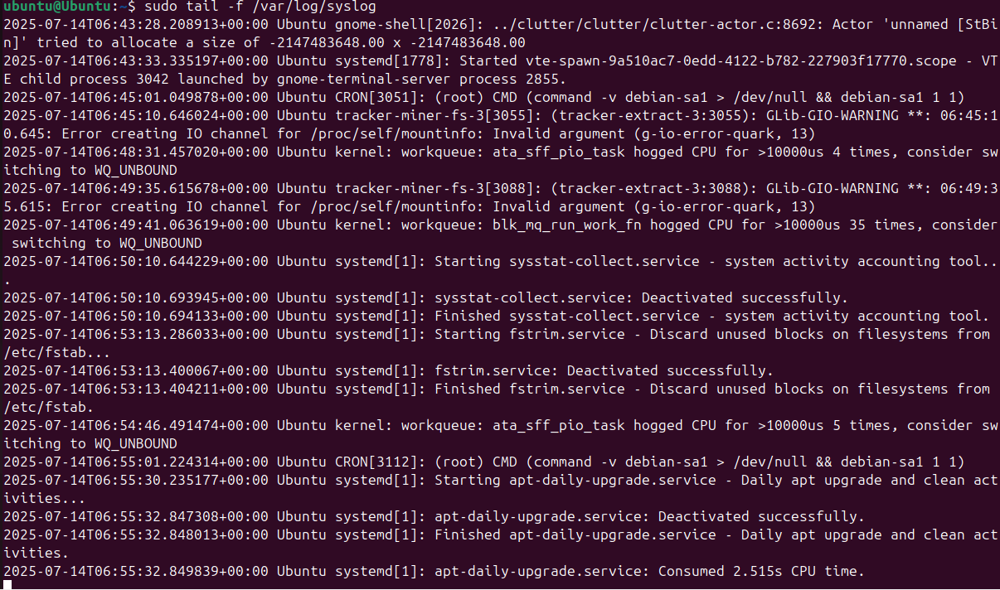 ubuntu@Ubuntu:~$ sudo tail -f /var/log/syslog
2025-07-14T06:43:28.208913+00:00 Ubuntu gnome-shell[2026]: ../clutter/clutter/clutter-actor.c:8692: Actor 'unnamed [StBi
n]' tried to allocate a size of -2147483648.00 x -2147483648.00
2025-07-14T06:43:33.335197+00:00 Ubuntu systemd[1778]: Started vte-spawn-9a510ac7-0edd-4122-b782-227903f17770.scope - VT
E child process 3042 launched by gnome-terminal-server process 2855.
2025-07-14T06:45:01.049878+00:00 Ubuntu CRON[3051]: (root) CMD (command -v debian-sa1 > /dev/null && debian-sa1 1 1)
2025-07-14T06:45:10.646024+00:00 Ubuntu tracker-miner-fs-3[3055]: (tracker-extract-3:3055): GLib-GIO-WARNING **: 06:45:1
0.645: Error creating IO channel for /proc/self/mountinfo: Invalid argument (g-io-error-quark, 13)
2025-07-14T06:48:31.457020+00:00 Ubuntu kernel: workqueue: ata_sff_pio_task hogged CPU for >10000us 4 times, consider sw
itching to WQ_UNBOUND
2025-07-14T06:49:35.615678+00:00 Ubuntu tracker-miner-fs-3[3088]: (tracker-extract-3:3088): GLib-GIO-WARNING **: 06:49:3
5.615: Error creating IO channel for /proc/self/mountinfo: Invalid argument (g-io-error-quark, 13)
2025-07-14T06:49:41.063619+00:00 Ubuntu kernel: workqueue: blk_mq_run_work_fn hogged CPU for >10000us 35 times, consider
 switching to WQ_UNBOUND
2025-07-14T06:50:10.644229+00:00 Ubuntu systemd[1]: Starting sysstat-collect.service - system activity accounting tool..
.
2025-07-14T06:50:10.693945+00:00 Ubuntu systemd[1]: sysstat-collect.service: Deactivated successfully.
2025-07-14T06:50:10.694133+00:00 Ubuntu systemd[1]: Finished sysstat-collect.service - system activity accounting tool.
2025-07-14T06:53:13.286033+00:00 Ubuntu systemd[1]: Starting fstrim.service - Discard unused blocks on filesystems from
/etc/fstab...
2025-07-14T06:53:13.400067+00:00 Ubuntu systemd[1]: fstrim.service: Deactivated successfully.
2025-07-14T06:53:13.404211+00:00 Ubuntu systemd[1]: Finished fstrim.service - Discard unused blocks on filesystems from
/etc/fstab.
2025-07-14T06:54:46.491474+00:00 Ubuntu kernel: workqueue: ata_sff_pio_task hogged CPU for >10000us 5 times, consider sw
itching to WQ_UNBOUND
2025-07-14T06:55:01.224314+00:00 Ubuntu CRON[3112]: (root) CMD (command -v debian-sa1 > /dev/null && debian-sa1 1 1)
2025-07-14T06:55:30.235177+00:00 Ubuntu systemd[1]: Starting apt-daily-upgrade.service - Daily apt upgrade and clean act
ivities...
2025-07-14T06:55:32.847308+00:00 Ubuntu systemd[1]: apt-daily-upgrade.service: Deactivated successfully.
2025-07-14T06:55:32.848013+00:00 Ubuntu systemd[1]: Finished apt-daily-upgrade.service - Daily apt upgrade and clean act
ivities.
2025-07-14T06:55:32.849839+00:00 Ubuntu systemd[1]: apt-daily-upgrade.service: Consumed 2.515s CPU time.